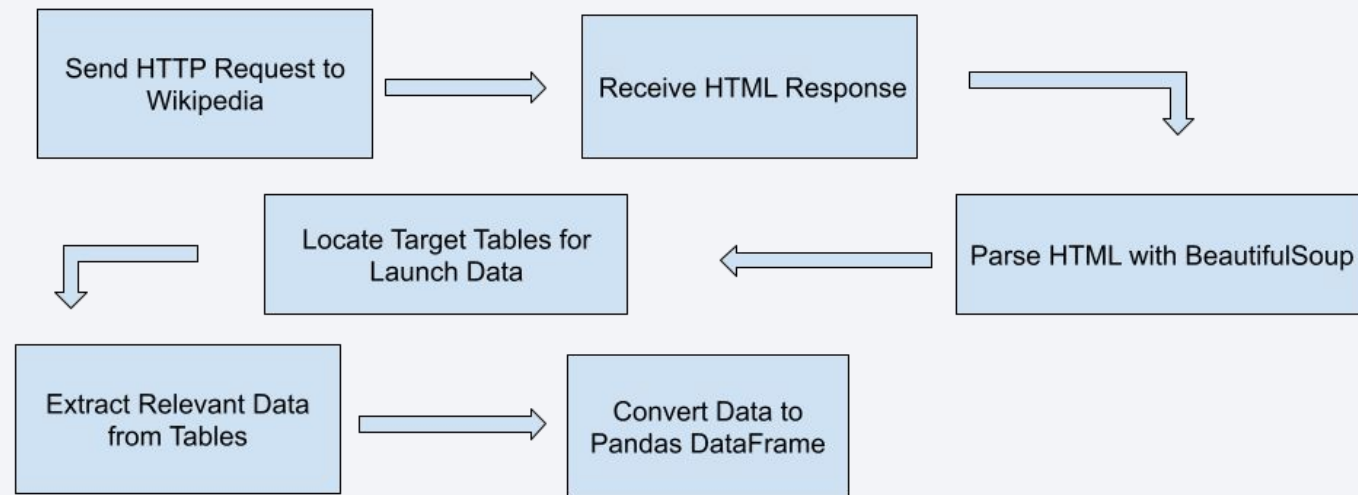 Send HTTP Request to
Wikipedia
Receive HTML Response
Parse HTML with BeautifulSoup
Locate Target Tables for
Launch Data
Extract Relevant Data
from Tables
Convert Data to
Pandas DataFrame